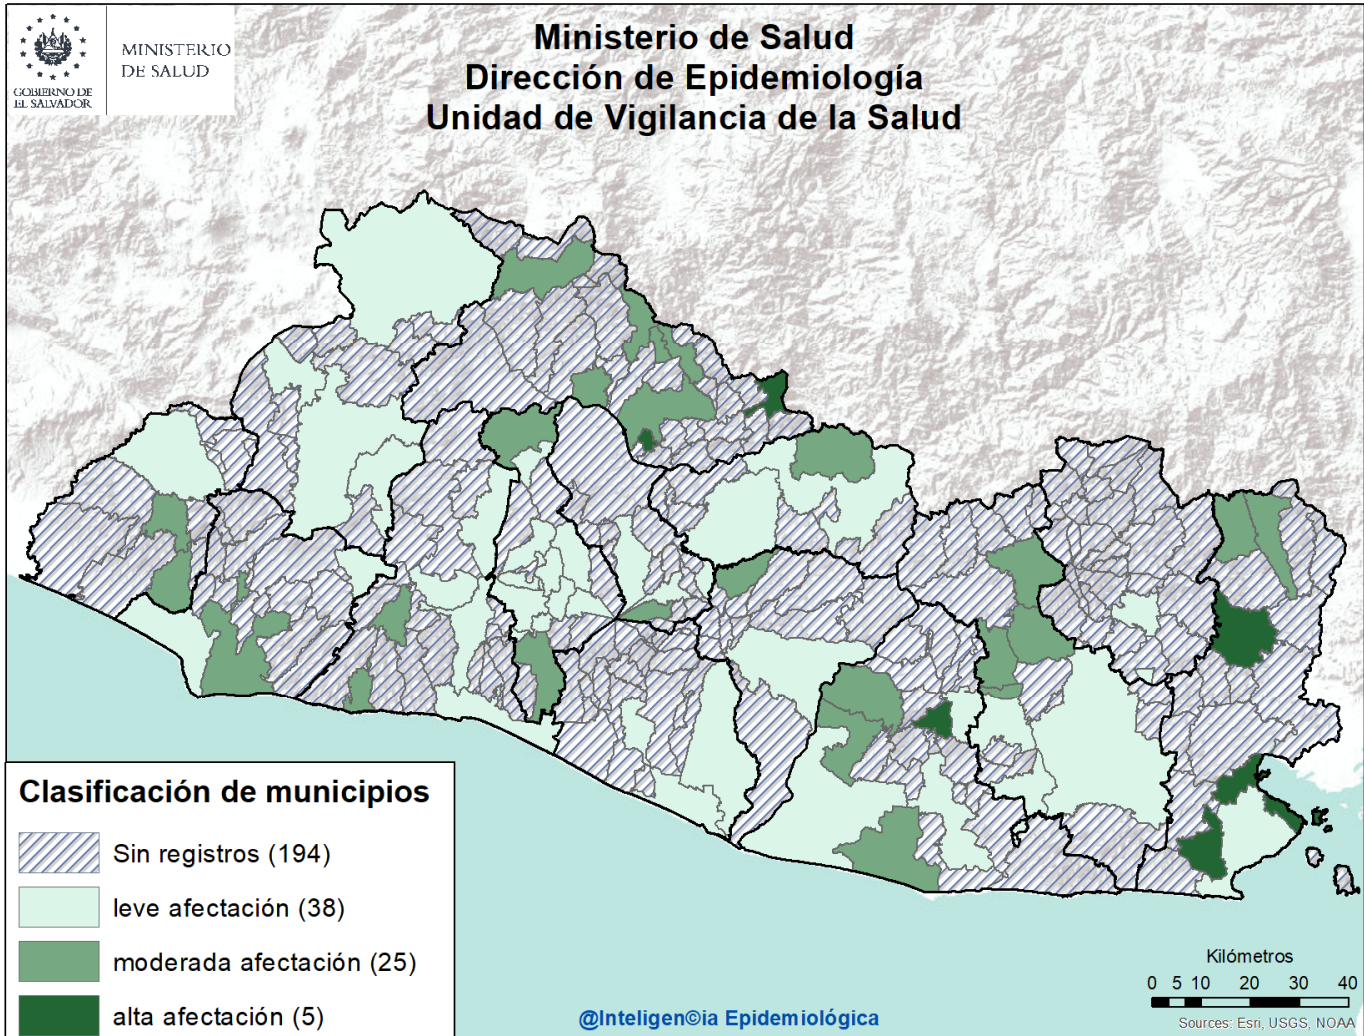 GOBIERNO DE
EL SALVADOR
MINISTERIO
DE SALUD
Ministerio de Salud
Dirección de Epidemiología
Unidad de Vigilancia de la Salud
Clasificación de municipios
Sin registros (194)
leve afectación (38)
moderada afectación (25)
alta afectación (5)
@Inteligen©ia Epidemiológica
Kilómetros
0 5 10 20 30 40
Sources: Esri, USGS, NOAA